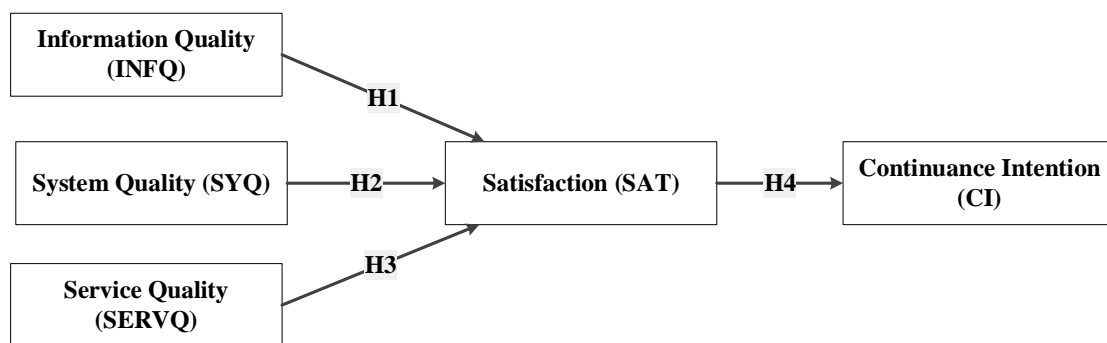 Information Quality
(INFQ)
H1
System Quality (SYQ)
H2
Satisfaction (SAT)
H4
Continuance Intention
(CI)
H3
Service Quality
(SERVQ)